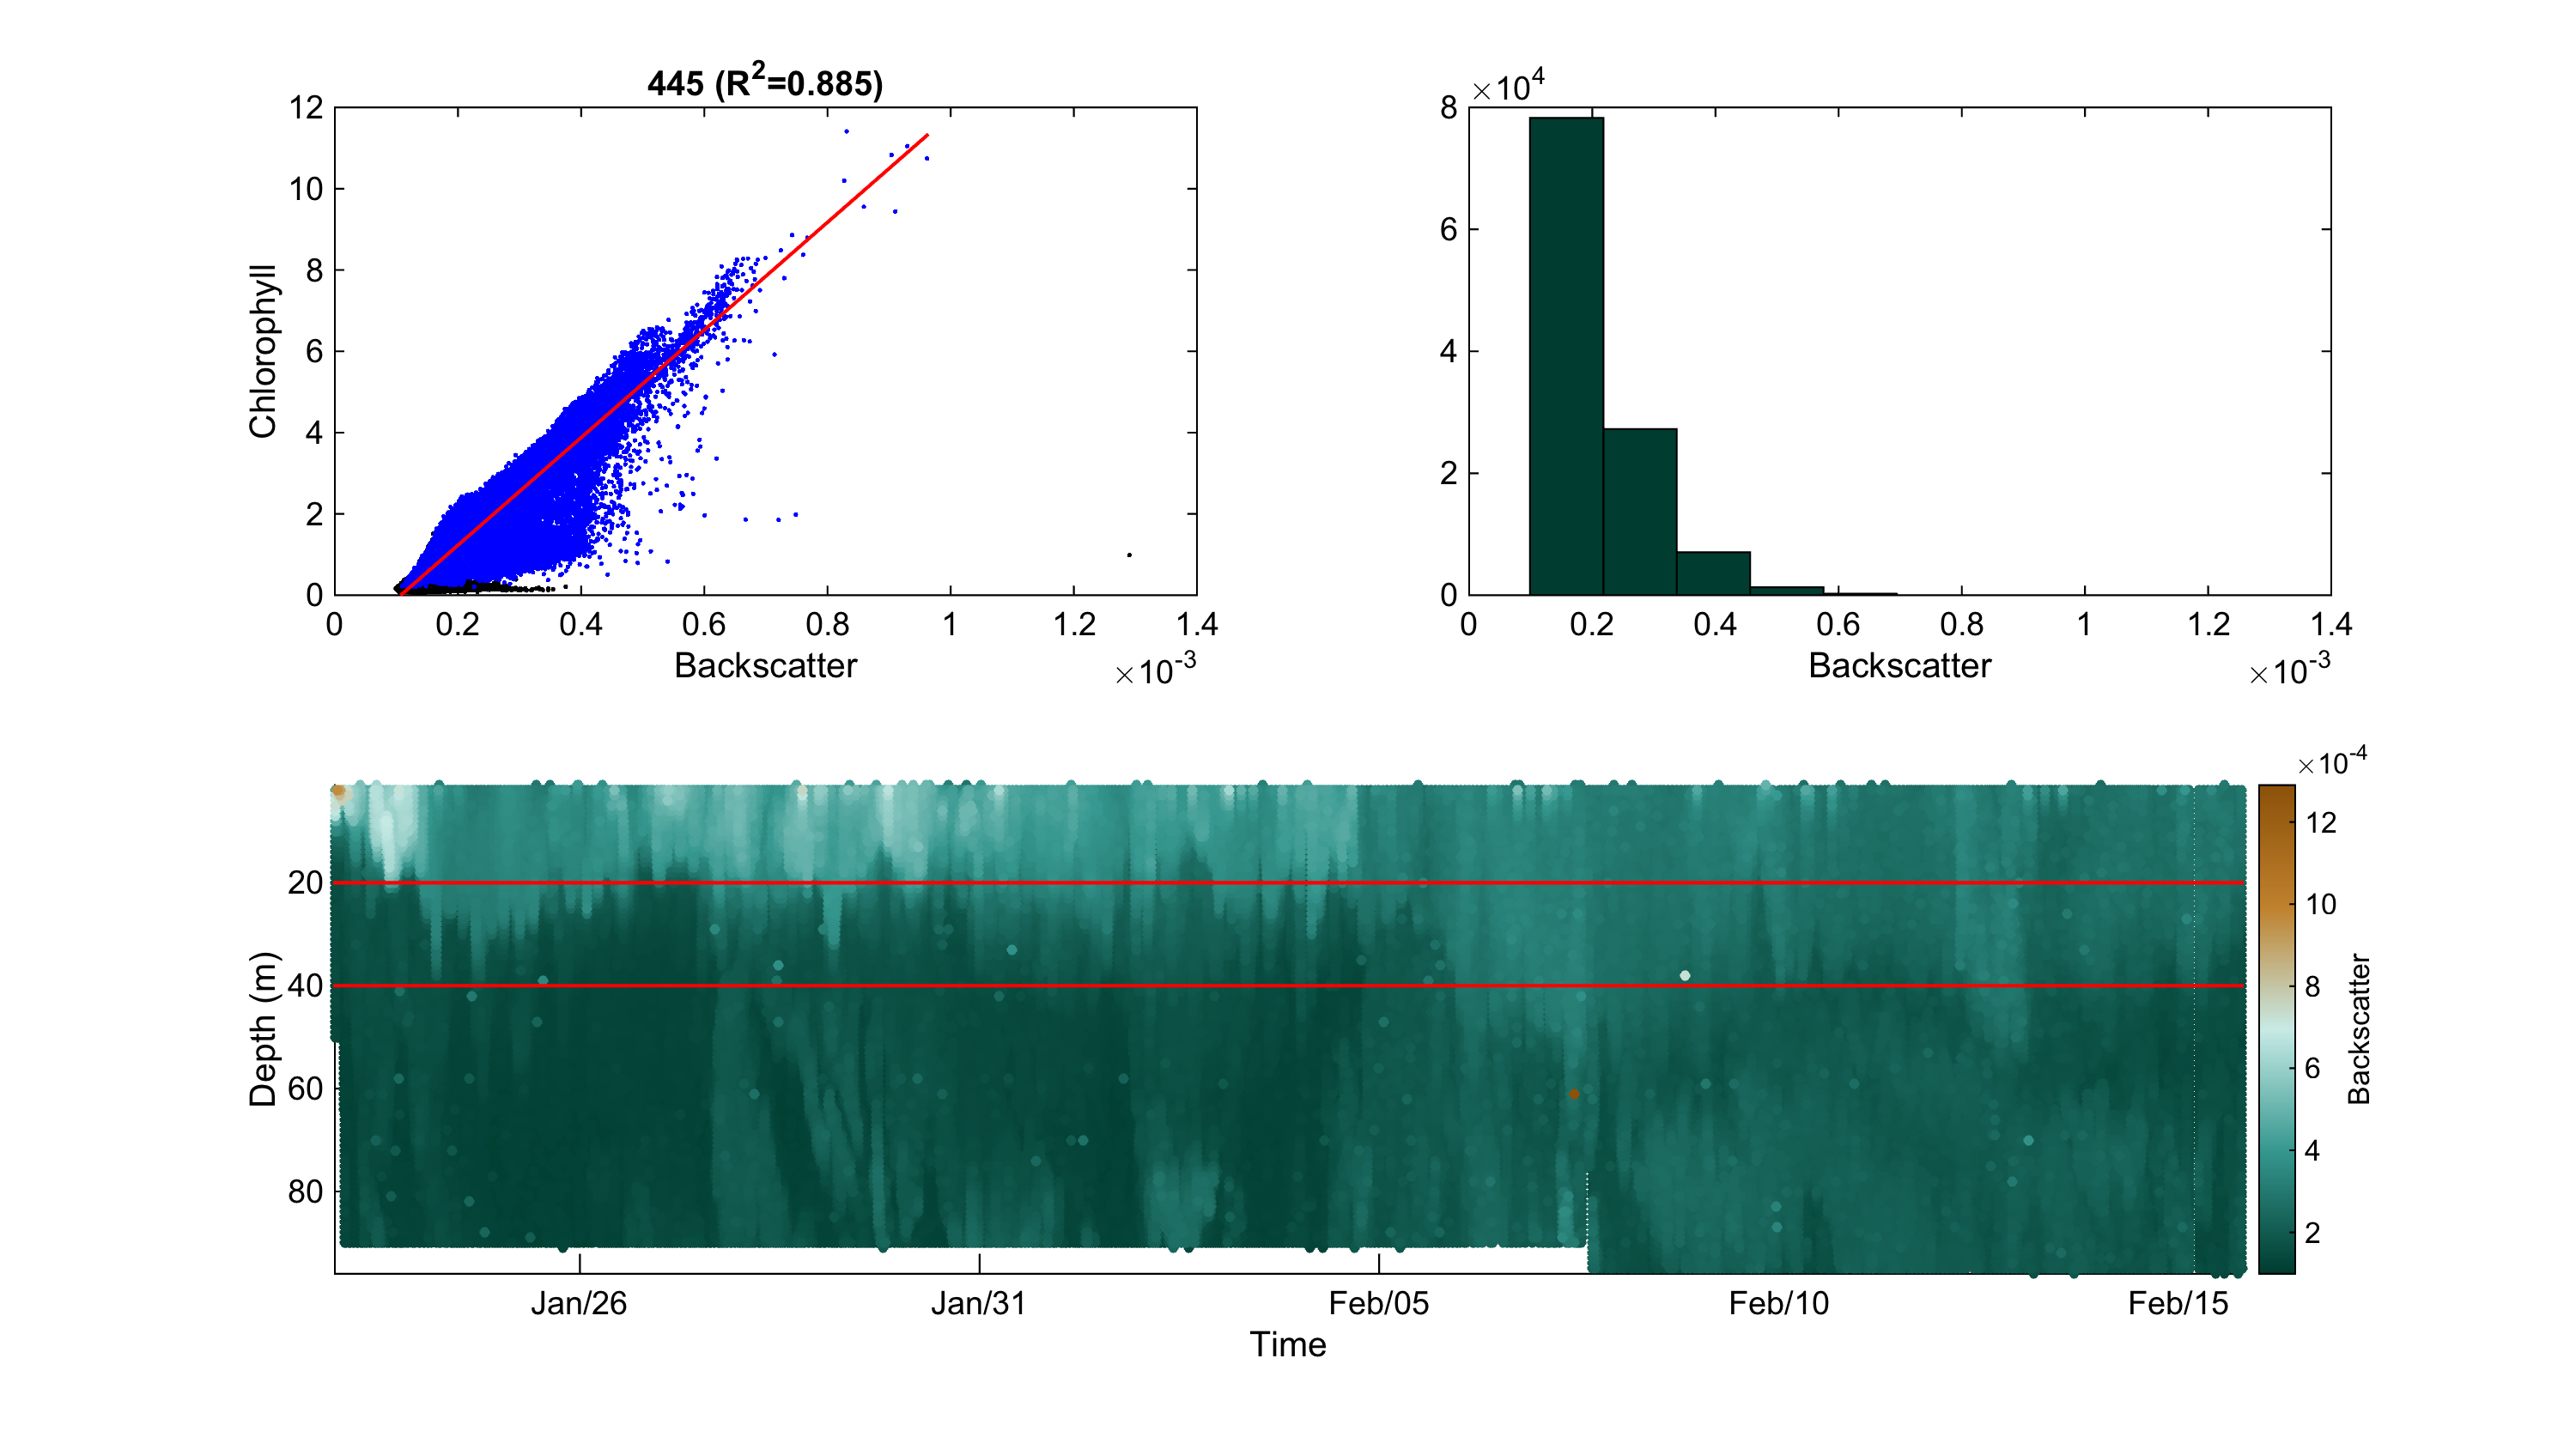 445 (R²=0.885)
12
10
8
6
4
2
0
Chlorophyll
0 0.2 0.4 0.6 0.8 1 1.2 1.4
Backscatter
×10⁻³
×10⁴
8
6
4
2
0
0 0.2 0.4 0.6 0.8 1 1.2 1.4
Backscatter
×10⁻³
20
40
60
80
Depth (m)
Jan/26 Jan/31 Feb/05 Feb/10 Feb/15
Time
×10⁻⁴
12
10
8
6
4
2
Backscatter